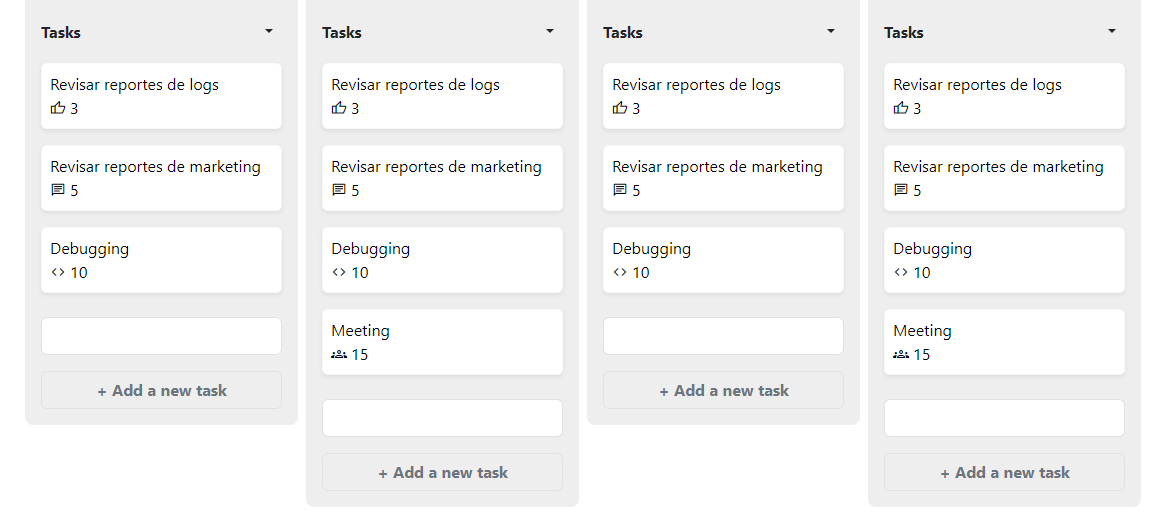 Tasks
Revisar reportes de logs
3
Revisar reportes de marketing
5
Debugging
10
+ Add a new task
Tasks
Revisar reportes de logs
3
Revisar reportes de marketing
5
Debugging
10
Meeting
15
+ Add a new task
Tasks
Revisar reportes de logs
3
Revisar reportes de marketing
5
Debugging
10
+ Add a new task
Tasks
Revisar reportes de logs
3
Revisar reportes de marketing
5
Debugging
10
Meeting
15
+ Add a new task